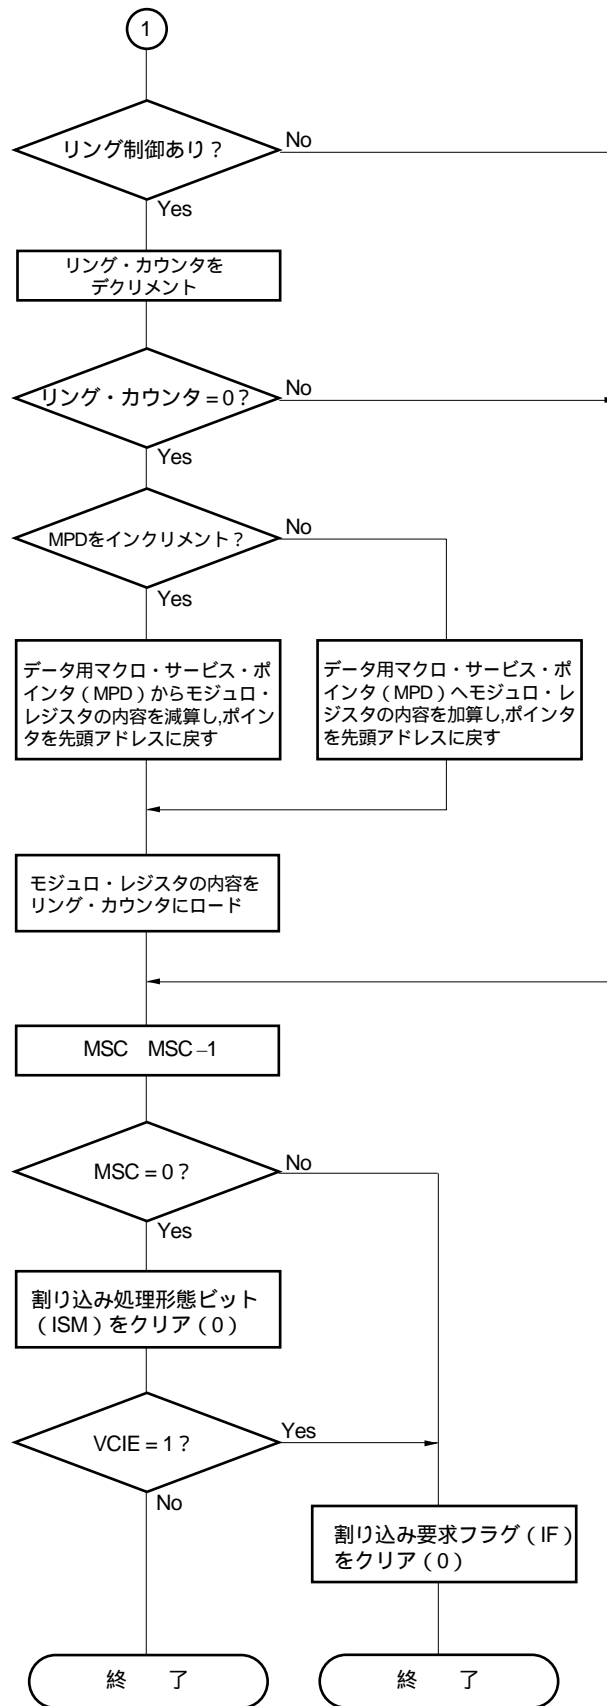 1
リング制御あり?
No
Yes
リング・カウンタを
デクリメント
リング・カウンタ=0?
No
Yes
MPDをインクリメント?
No
Yes
データ用マクロ・サービス・ポ
インタ(MPD)からモジュロ・
レジスタの内容を減算し,ポイン
タを先頭アドレスに戻す
データ用マクロ・サービス・ポ
インタ(MPD)へモジュロ・レ
ジスタの内容を加算し,ポインタ
を先頭アドレスに戻す
モジュロ・レジスタの内容を
リング・カウンタにロード
MSC MSC–1
MSC=0?
No
Yes
割り込み処理形態ビット
(ISM)をクリア(0)
VCIE=1?
Yes
No
割り込み要求フラグ(IF)
をクリア(0)
終 了
終 了